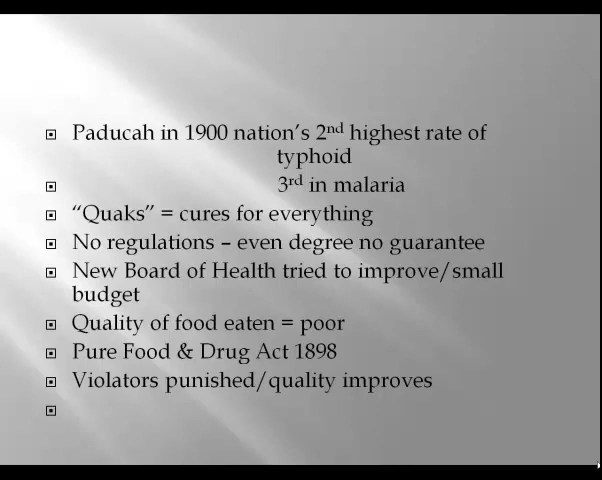 Paducah in 1900 nation's 2nd highest rate of
typhoid
3rd in malaria
“Quaks” = cures for everything
No regulations – even degree no guarantee
New Board of Health tried to improve/small
budget
Quality of food eaten = poor
Pure Food & Drug Act 1898
Violators punished/quality improves